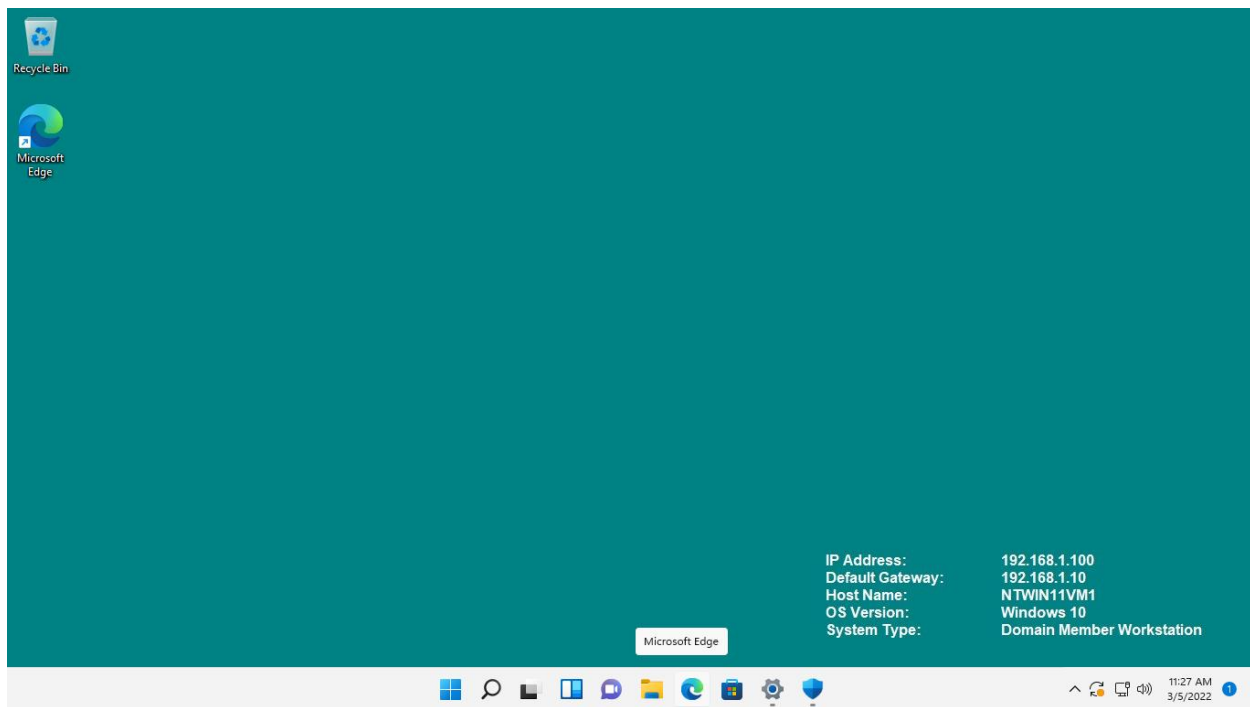 Recycle Bin
Microsoft
Edge
IP Address: 192.168.1.100
Default Gateway: 192.168.1.10
Host Name: NTWIN11VM1
OS Version: Windows 10
System Type: Domain Member Workstation
Microsoft Edge
11:27 AM
3/5/2022
1